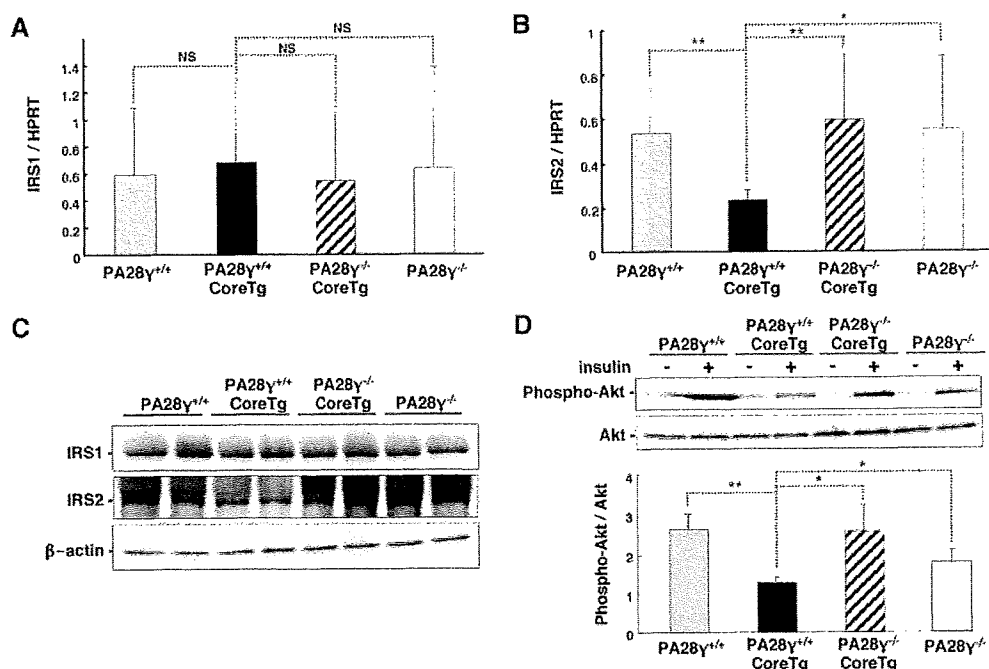 A
NS
NS
NS
IRS1 / HPRT
1.4
1.2
1
0.8
0.6
0.4
0.2
0
PA28γ+/+
PA28γ+/+ CoreTg
PA28γ-/- CoreTg
PA28γ-/-
B
*
**
**
IRS2 / HPRT
1
0.8
0.6
0.4
0.2
0
PA28γ+/+
PA28γ+/+ CoreTg
PA28γ-/- CoreTg
PA28γ-/-
C
PA28γ+/+
PA28γ+/+ CoreTg
PA28γ-/- CoreTg
PA28γ-/-
IRS1 -
IRS2 -
β-actin -
D
PA28γ+/+
PA28γ+/+ CoreTg
PA28γ-/- CoreTg
PA28γ-/-
insulin - + - + - + - +
Phospho-Akt -
Akt -
*
**
*
Phospho-Akt / Akt
3
2
1
0
PA28γ+/+
PA28γ+/+ CoreTg
PA28γ-/- CoreTg
PA28γ-/-